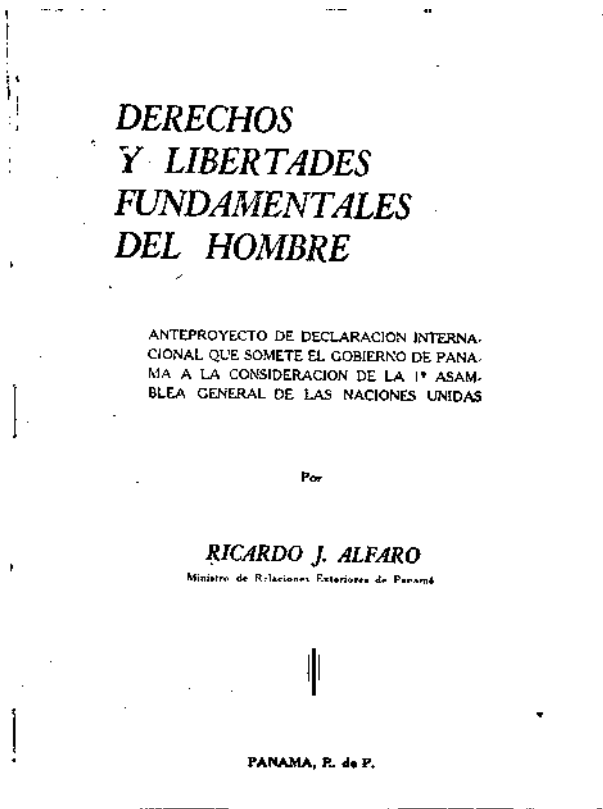 DERECHOS
Y LIBERTADES
FUNDAMENTALES
DEL HOMBRE
ANTEPROYECTO DE DECLARACION INTERNA-
CIONAL QUE SOMETE EL GOBIERNO DE PANA-
MA A LA CONSIDERACION DE LA 1ª ASAM-
BLEA GENERAL DE LAS NACIONES UNIDAS
Por
RICARDO J. ALFARO
Ministro de Relaciones Exteriores de Panamá
PANAMA, R. de P.